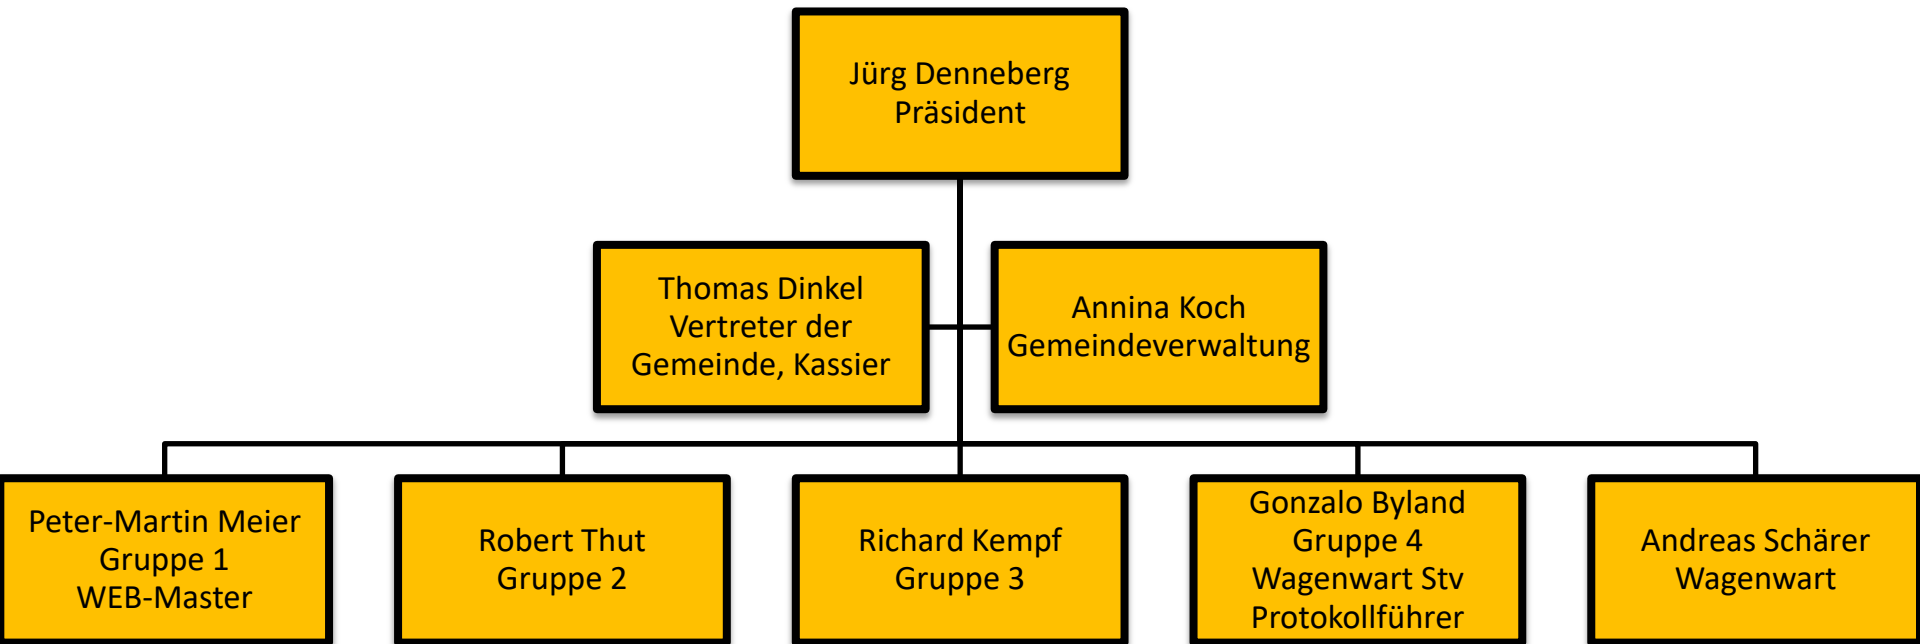 Jürg Denneberg
Präsident
Thomas Dinkel
Vertreter der
Gemeinde, Kassier
Annina Koch
Gemeindeverwaltung
Peter-Martin Meier
Gruppe 1
WEB-Master
Robert Thut
Gruppe 2
Richard Kempf
Gruppe 3
Gonzalo Byland
Gruppe 4
Wagenwart Stv
Protokollführer
Andreas Schärer
Wagenwart